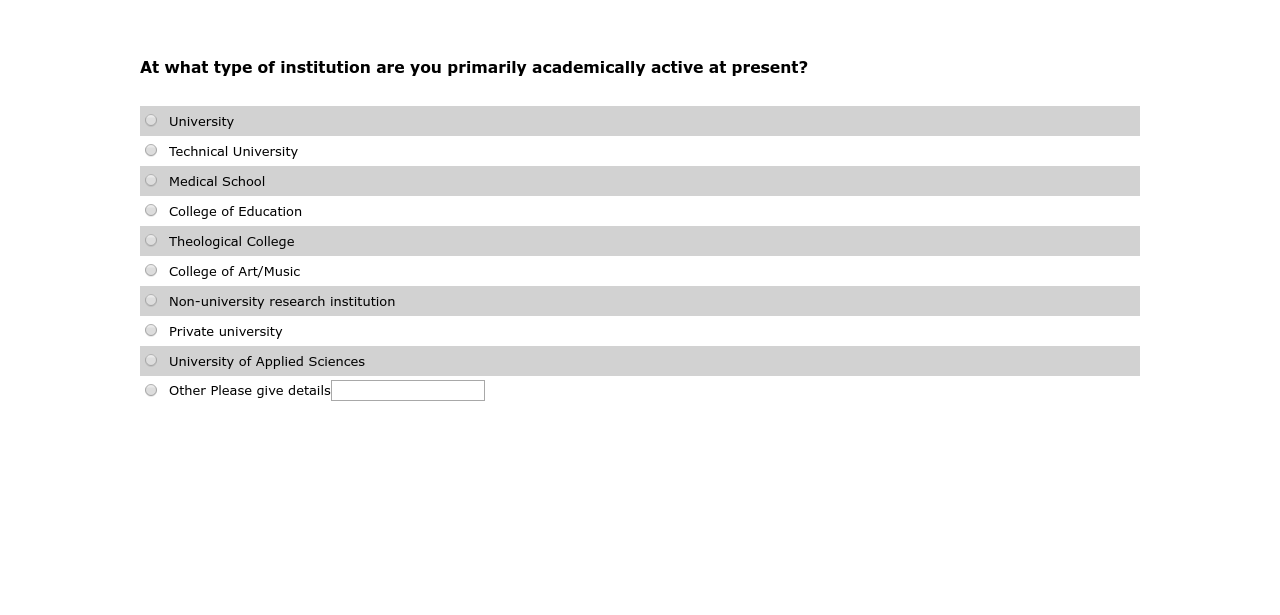 At what type of institution are you primarily academically active at present?
University
Technical University
Medical School
College of Education
Theological College
College of Art/Music
Non-university research institution
Private university
University of Applied Sciences
Other Please give details